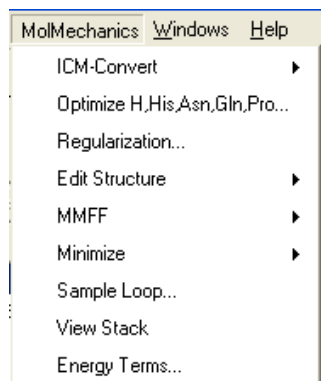 MolMechanics Windows Help
ICM-Convert
Optimize H,His,Asn,Gln,Pro...
Regularization...
Edit Structure
MMFF
Minimize
Sample Loop...
View Stack
Energy Terms...